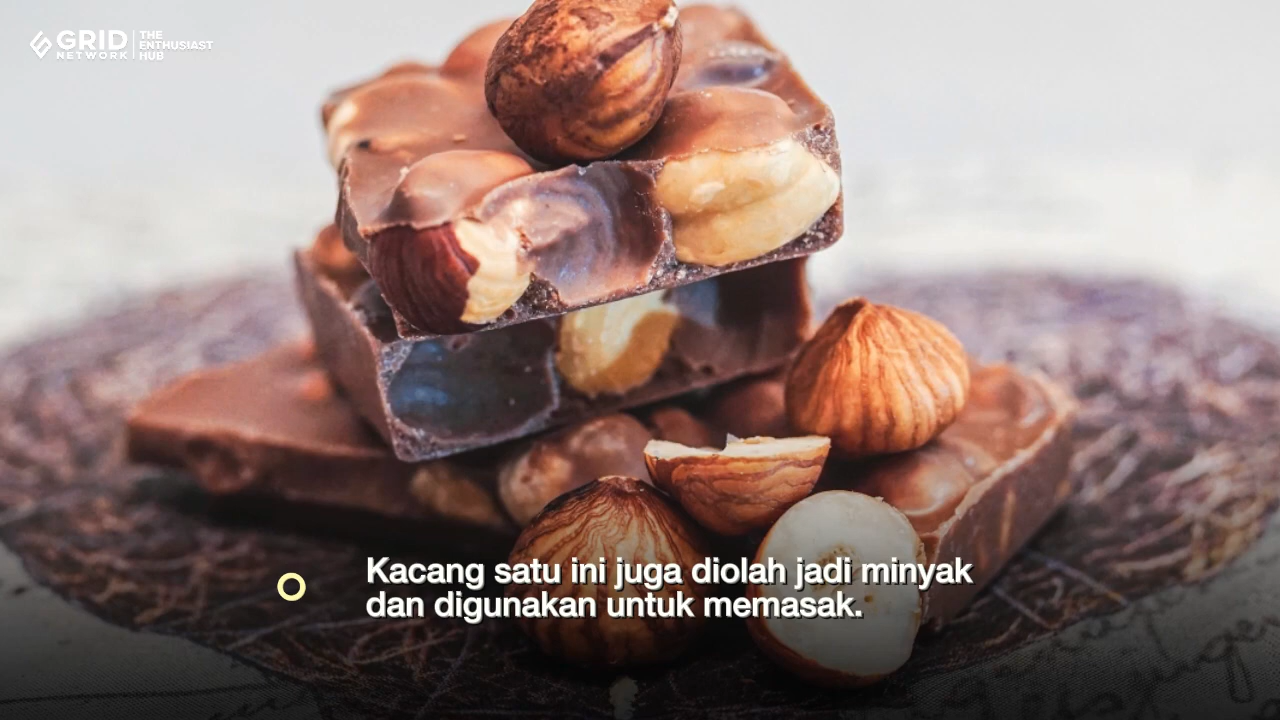 GRID
NETWORK
THE
ENTHUSIAST
HUB
Kacang satu ini juga diolah jadi minyak
dan digunakan untuk memasak.